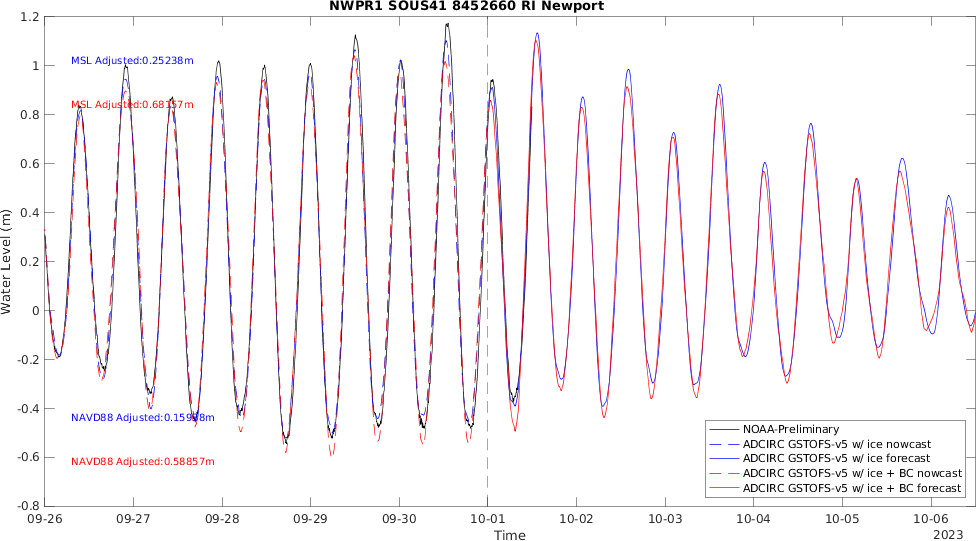 NWPR1 SOUS41 8452660 RI Newport
1.2
1
0.8
0.6
0.4
0.2
0
-0.2
-0.4
-0.6
-0.8
Water Level (m)
MSL Adjusted:0.25238m
MSL Adjusted:0.68157m
NAVD88 Adjusted:0.15938m
NAVD88 Adjusted:0.58857m
NOAA-Preliminary
ADCIRC GSTOFS-v5 w/ ice nowcast
ADCIRC GSTOFS-v5 w/ ice forecast
ADCIRC GSTOFS-v5 w/ ice + BC nowcast
ADCIRC GSTOFS-v5 w/ ice + BC forecast
09-26 09-27 09-28 09-29 09-30 10-01 10-02 10-03 10-04 10-05 10-06
Time
2023